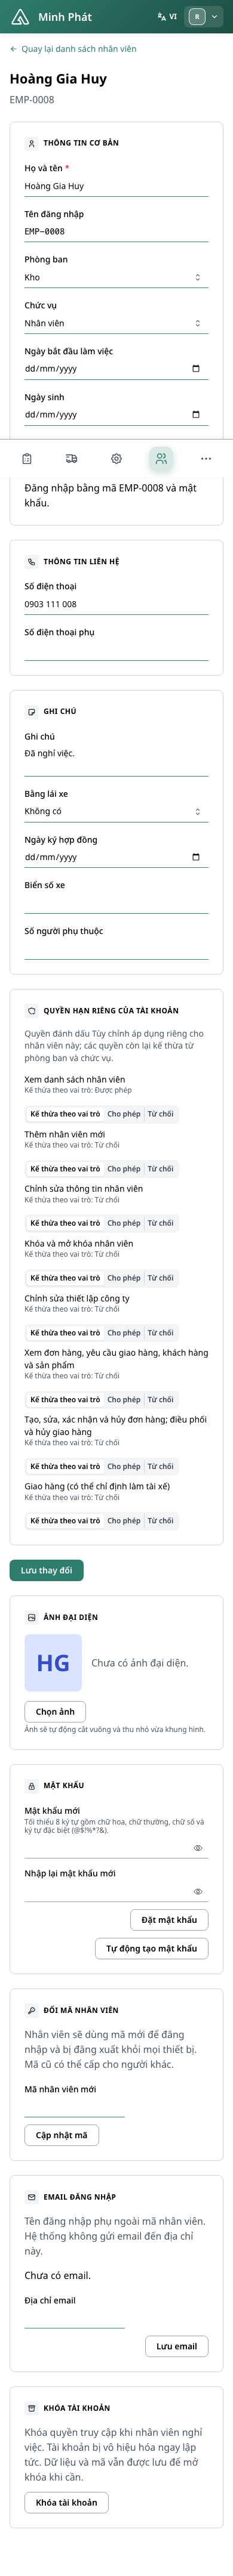 Minh Phát
VI
R
Quay lại danh sách nhân viên
Hoàng Gia Huy
EMP-0008
THÔNG TIN CƠ BẢN
Họ và tên *
Hoàng Gia Huy
Tên đăng nhập
EMP-0008
Phòng ban
Kho
Chức vụ
Nhân viên
Ngày bắt đầu làm việc
dd/mm/yyyy
Ngày sinh
dd/mm/yyyy
Đăng nhập bằng mã EMP-0008 và mật
khẩu.
THÔNG TIN LIÊN HỆ
Số điện thoại
0903 111 008
Số điện thoại phụ
GHI CHÚ
Ghi chú
Đã nghỉ việc.
Bằng lái xe
Không có
Ngày ký hợp đồng
dd/mm/yyyy
Biển số xe
Số người phụ thuộc
QUYỀN HẠN RIÊNG CỦA TÀI KHOẢN
Quyền đánh dấu Tùy chỉnh áp dụng riêng cho
nhân viên này; các quyền còn lại kế thừa từ
phòng ban và chức vụ.
Xem danh sách nhân viên
Kế thừa theo vai trò: Được phép
Kế thừa theo vai trò Cho phép Từ chối
Thêm nhân viên mới
Kế thừa theo vai trò: Từ chối
Kế thừa theo vai trò Cho phép Từ chối
Chỉnh sửa thông tin nhân viên
Kế thừa theo vai trò: Từ chối
Kế thừa theo vai trò Cho phép Từ chối
Khóa và mở khóa nhân viên
Kế thừa theo vai trò: Từ chối
Kế thừa theo vai trò Cho phép Từ chối
Chỉnh sửa thiết lập công ty
Kế thừa theo vai trò: Từ chối
Kế thừa theo vai trò Cho phép Từ chối
Xem đơn hàng, yêu cầu giao hàng, khách hàng
và sản phẩm
Kế thừa theo vai trò: Từ chối
Kế thừa theo vai trò Cho phép Từ chối
Tạo, sửa, xác nhận và hủy đơn hàng; điều phối
và hủy giao hàng
Kế thừa theo vai trò: Từ chối
Kế thừa theo vai trò Cho phép Từ chối
Giao hàng (có thể chỉ định làm tài xế)
Kế thừa theo vai trò: Từ chối
Kế thừa theo vai trò Cho phép Từ chối
Lưu thay đổi
ẢNH ĐẠI DIỆN
HG
Chưa có ảnh đại diện.
Chọn ảnh
Ảnh sẽ tự động cắt vuông và thu nhỏ vừa khung hình.
MẬT KHẨU
Mật khẩu mới
Tối thiểu 8 ký tự gồm chữ hoa, chữ thường, chữ số và
ký tự đặc biệt (@$!%*?&).
Nhập lại mật khẩu mới
Đặt mật khẩu
Tự động tạo mật khẩu
ĐỔI MÃ NHÂN VIÊN
Nhân viên sẽ dùng mã mới để đăng
nhập và bị đăng xuất khỏi mọi thiết bị.
Mã cũ có thể cấp cho người khác.
Mã nhân viên mới
Cập nhật mã
EMAIL ĐĂNG NHẬP
Tên đăng nhập phụ ngoài mã nhân viên.
Hệ thống không gửi email đến địa chỉ
này.
Chưa có email.
Địa chỉ email
Lưu email
KHÓA TÀI KHOẢN
Khóa quyền truy cập khi nhân viên nghỉ
việc. Tài khoản bị vô hiệu hóa ngay lập
tức. Dữ liệu và mã vẫn được lưu để mở
khóa khi cần.
Khóa tài khoản